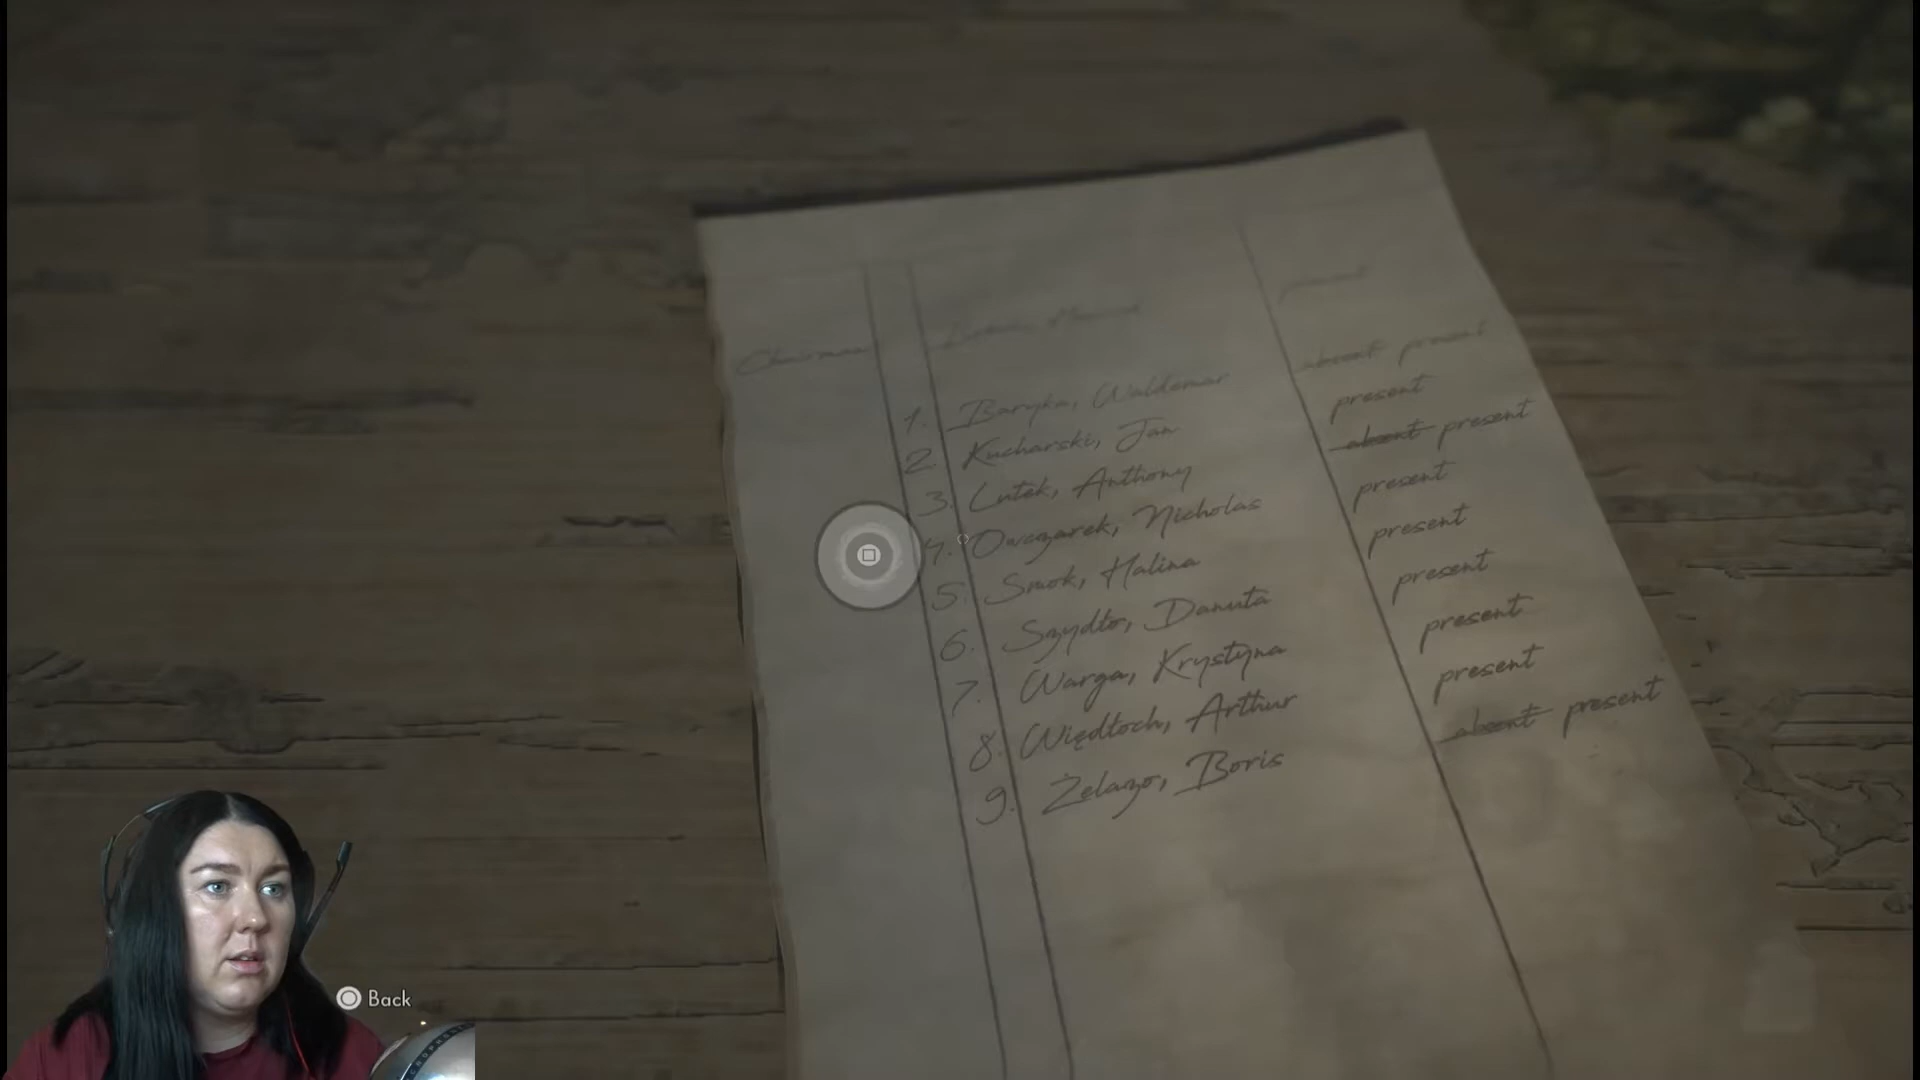 present
Chairman
absent present
1. Baryka, Waldemar present
2. Kucharski, Jan absent present
3. Lutek, Anthony present
4. Owczarek, Nicholas present
5. Smok, Halina present
6. Szydło, Danuta present
7. Warga, Krystyna present
8. Więdłoch, Arthur absent present
9. Żelazo, Boris
Back